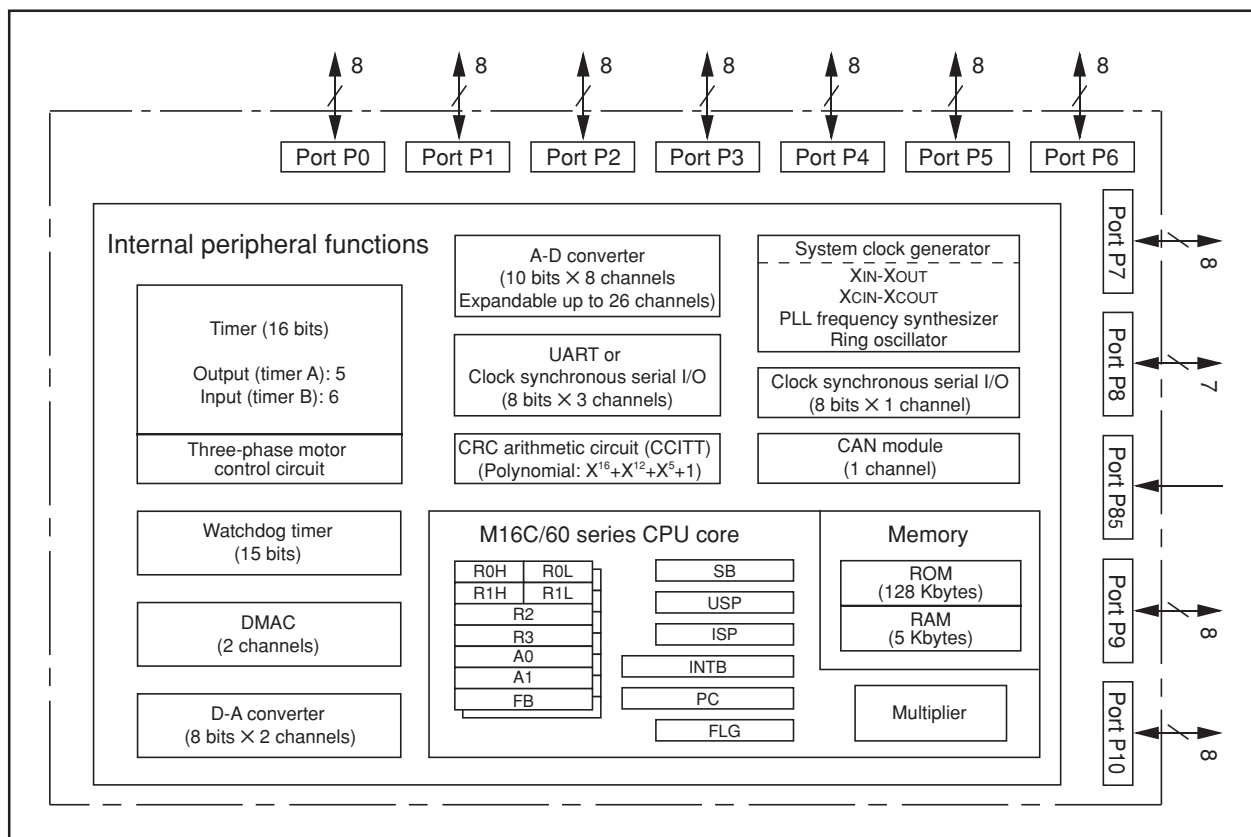 8 8 8 8 8 8 8
Port P0 Port P1 Port P2 Port P3 Port P4 Port P5 Port P6
Internal peripheral functions
Timer (16 bits)
Output (timer A): 5
Input (timer B): 6
Three-phase motor
control circuit
Watchdog timer
(15 bits)
DMAC
(2 channels)
D-A converter
(8 bits × 2 channels)
A-D converter
(10 bits × 8 channels
Expandable up to 26 channels)
UART or
Clock synchronous serial I/O
(8 bits × 3 channels)
CRC arithmetic circuit (CCITT)
(Polynomial: X¹⁶+X¹²+X⁵+1)
System clock generator
XIN-XOUT
XCIN-XCOUT
PLL frequency synthesizer
Ring oscillator
Clock synchronous serial I/O
(8 bits × 1 channel)
CAN module
(1 channel)
M16C/60 series CPU core
R0H R0L
R1H R1L
R2
R3
A0
A1
FB
SB
USP
ISP
INTB
PC
FLG
Memory
ROM
(128 Kbytes)
RAM
(5 Kbytes)
Multiplier
Port P7
8
Port P8
7
Port P85
Port P9
8
Port P10
8